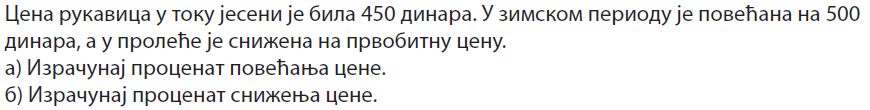 Цена рукавица у току јесени је била 450 динара. У зимском периоду је повећана на 500
динара, а у пролеће је снижена на првобитну цену.
а) Израчунај проценат повећања цене.
б) Израчунај проценат снижења цене.